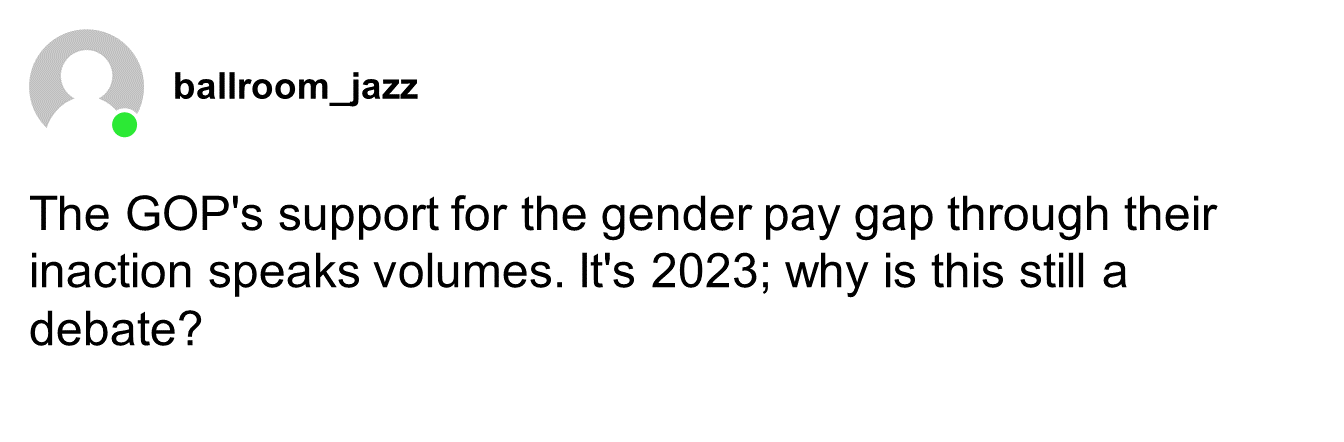 ballroom_jazz
The GOP's support for the gender pay gap through their
inaction speaks volumes. It's 2023; why is this still a
debate?